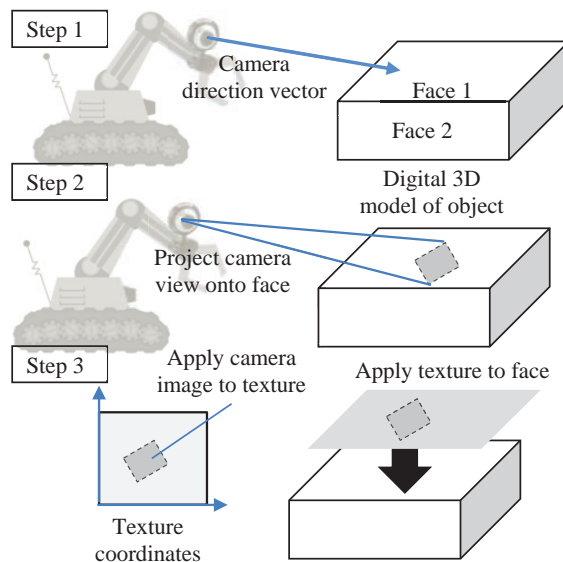 Step 1
Camera
direction vector
Face 1
Face 2
Digital 3D
model of object
Step 2
Project camera
view onto face
Step 3
Apply camera
image to texture
Apply texture to face
Texture
coordinates